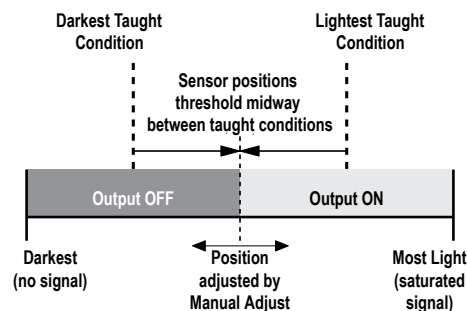 Darkest Taught
Condition
Lightest Taught
Condition
Sensor positions
threshold midway
between taught conditions
Output OFF
Output ON
Darkest
(no signal)
Position
adjusted by
Manual Adjust
Most Light
(saturated
signal)